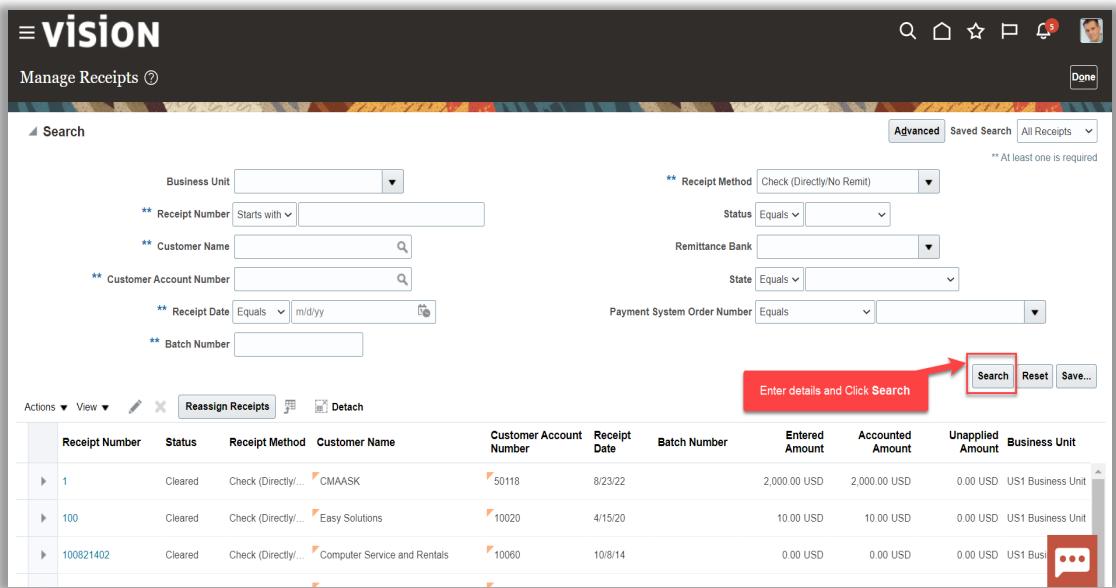 vision
5
Manage Receipts ?
Done
Search
Advanced Saved Search All Receipts
** At least one is required
Business Unit
** Receipt Method Check (Directly/No Remit)
** Receipt Number Starts with
Status Equals
** Customer Name
Remittance Bank
** Customer Account Number
State Equals
** Receipt Date Equals m/d/yy
Payment System Order Number Equals
** Batch Number
Enter details and Click Search
Search Reset Save...
Actions View Reassign Receipts Detach
Receipt Number Status Receipt Method Customer Name Customer Account Number Receipt Date Batch Number Entered Amount Accounted Amount Unapplied Amount Business Unit
1 Cleared Check (Directly/... CMAASK 50118 8/23/22 2,000.00 USD 2,000.00 USD 0.00 USD US1 Business Unit
100 Cleared Check (Directly/... Easy Solutions 10020 4/15/20 10.00 USD 10.00 USD 0.00 USD US1 Business Unit
100821402 Cleared Check (Directly/... Computer Service and Rentals 10060 10/8/14 0.00 USD 0.00 USD 0.00 USD US1 Busi